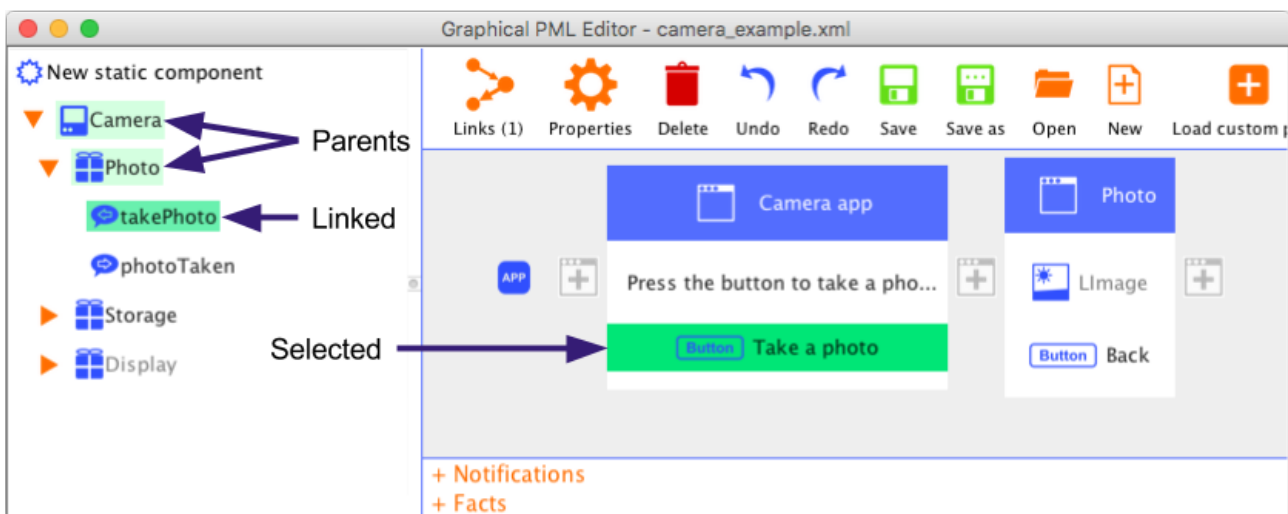 Graphical PML Editor - camera_example.xml
New static component
Camera
Photo
takePhoto
photoTaken
Storage
Display
Parents
Linked
Selected
Links (1) Properties Delete Undo Redo Save Save as Open New Load custom
APP
Camera app
Press the button to take a pho...
Button Take a photo
Photo
LImage
Button Back
+ Notifications
+ Facts